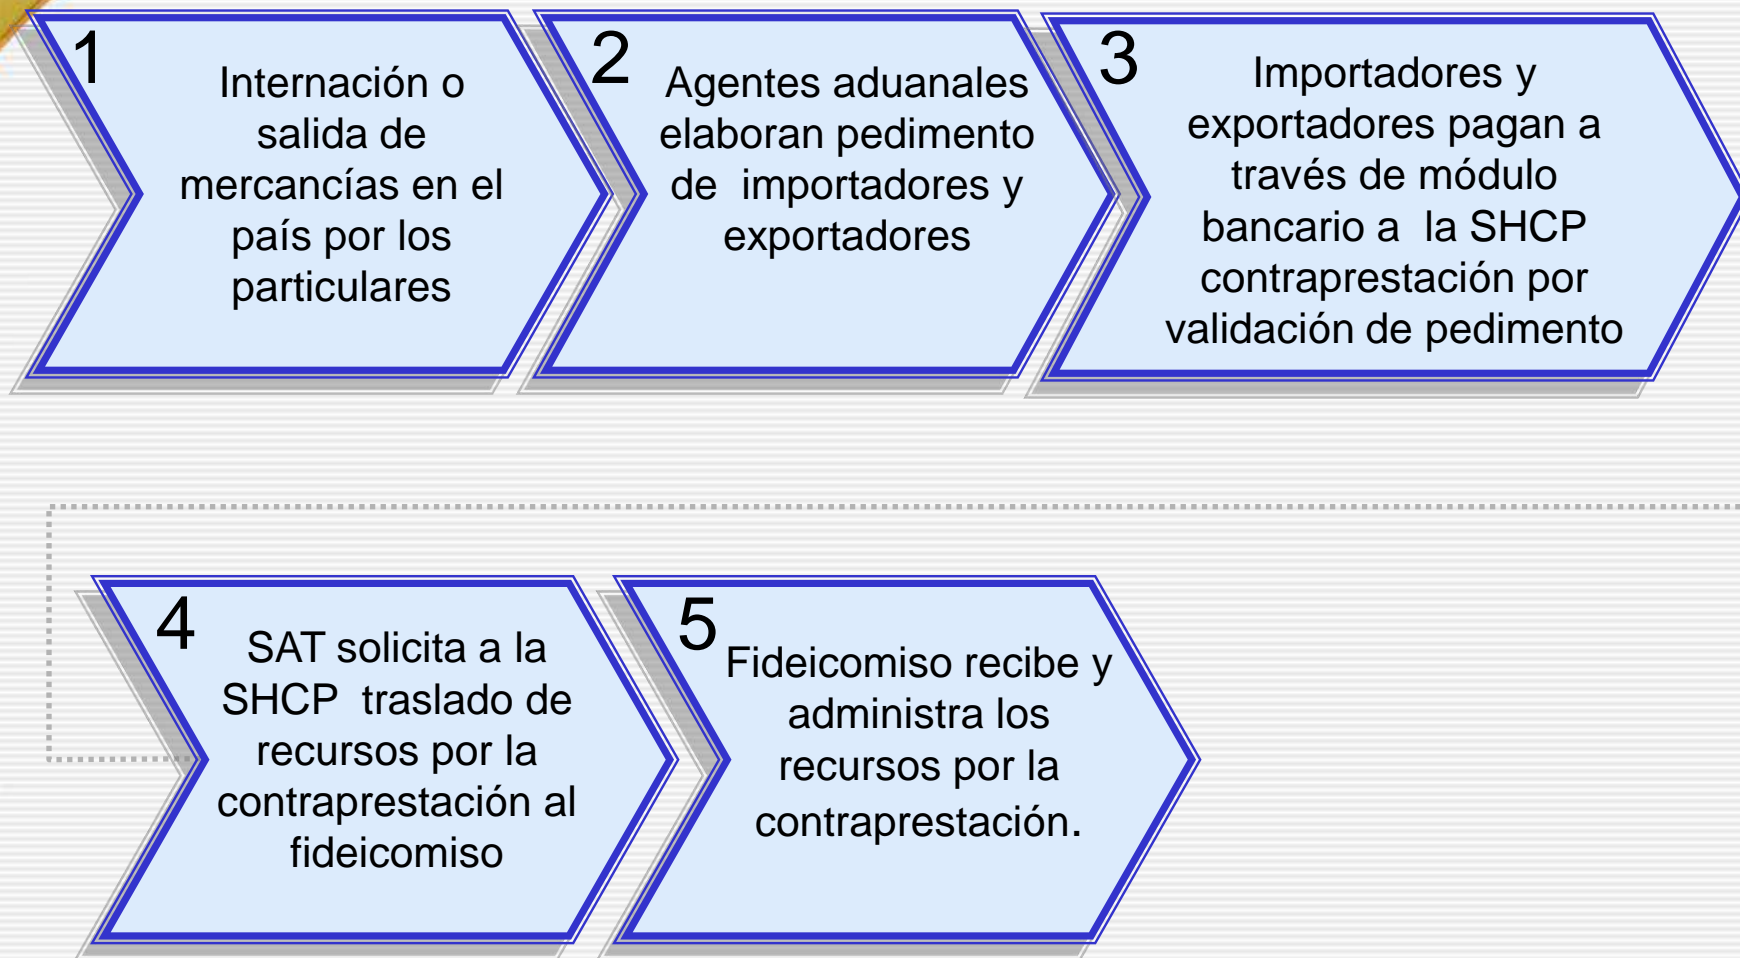 1
Internación o
salida de
mercancías en el
país por los
particulares
2
Agentes aduanales
elaboran pedimento
de importadores y
exportadores
3
Importadores y
exportadores pagan a
través de módulo
bancario a la SHCP
contraprestación por
validación de pedimento
4
SAT solicita a la
SHCP traslado de
recursos por la
contraprestación al
fideicomiso
5
Fideicomiso recibe y
administra los
recursos por la
contraprestación.